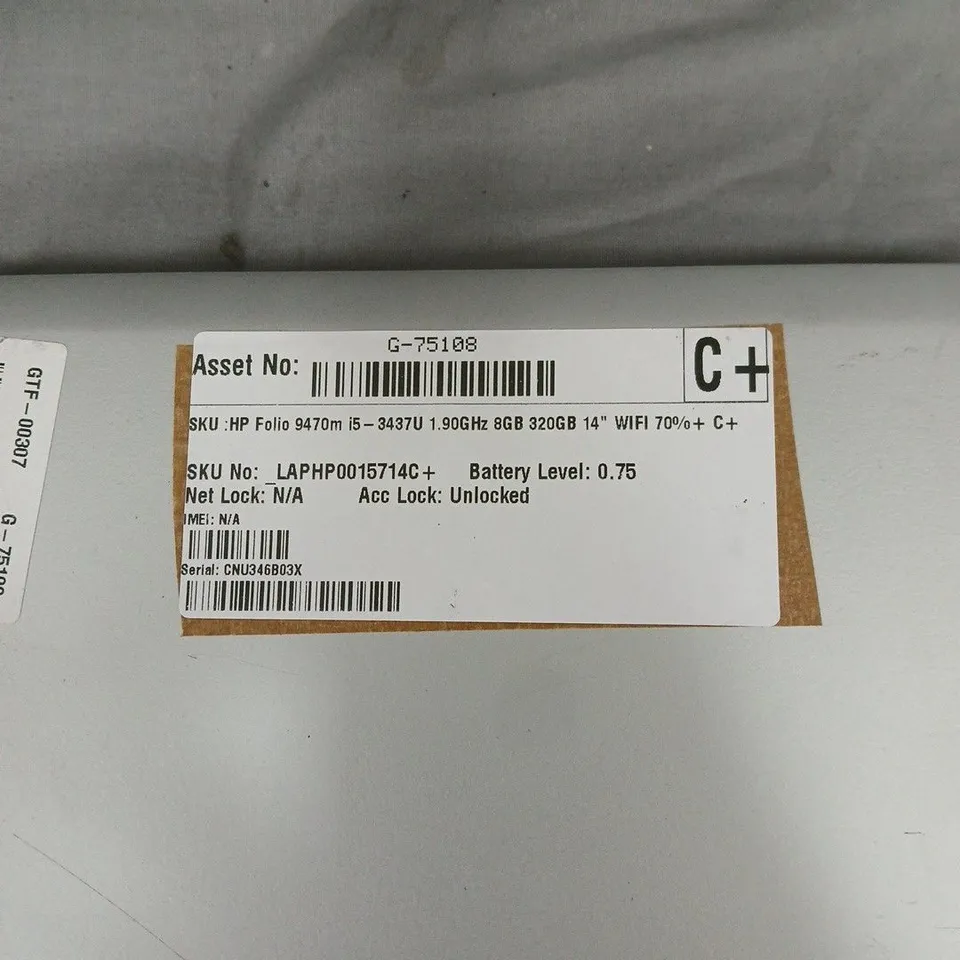 G-75108
Asset No:
C+
SKU :HP Folio 9470m i5-3437U 1.90GHz 8GB 320GB 14" WIFI 70%+ C+
SKU No: _LAPHP0015714C+ Battery Level: 0.75
Net Lock: N/A Acc Lock: Unlocked
IMEI: N/A
Serial: CNU346B03X
GTF-00307